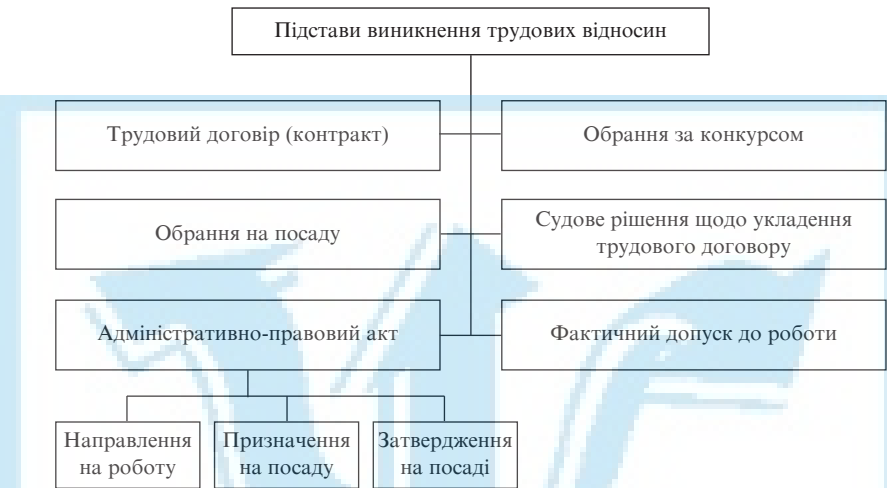 Підстави виникнення трудових відносин
Трудовий договір (контракт)
Обрання за конкурсом
Обрання на посаду
Судове рішення щодо укладення
трудового договору
Адміністративно-правовий акт
Фактичний допуск до роботи
Направлення
на роботу
Призначення
на посаду
Затвердження
на посаді